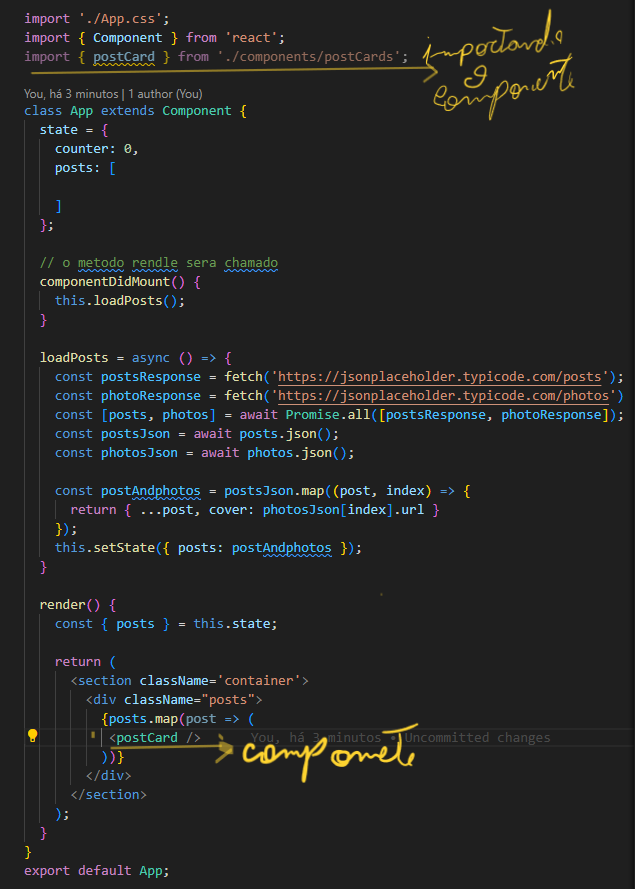 import './App.css';
import { Component } from 'react';
import { postCard } from './components/postCards';
importando
o
componente
You, há 3 minutos | 1 author (You)
class App extends Component {
state = {
counter: 0,
posts: [
]
};
// o metodo rendle sera chamado
componentDidMount() {
this.loadPosts();
}
loadPosts = async () => {
const postsResponse = fetch('https://jsonplaceholder.typicode.com/posts');
const photoResponse = fetch('https://jsonplaceholder.typicode.com/photos')
const [posts, photos] = await Promise.all([postsResponse, photoResponse]);
const postsJson = await posts.json();
const photosJson = await photos.json();
const postAndphotos = postsJson.map((post, index) => {
return { ...post, cover: photosJson[index].url }
});
this.setState({ posts: postAndphotos });
}
render() {
const { posts } = this.state;
return (
<section className='container'>
<div className="posts">
{posts.map(post => (
<postCard /> You, há 3 minutos • Uncommitted changes
componete
))}
</div>
</section>
);
}
}
export default App;